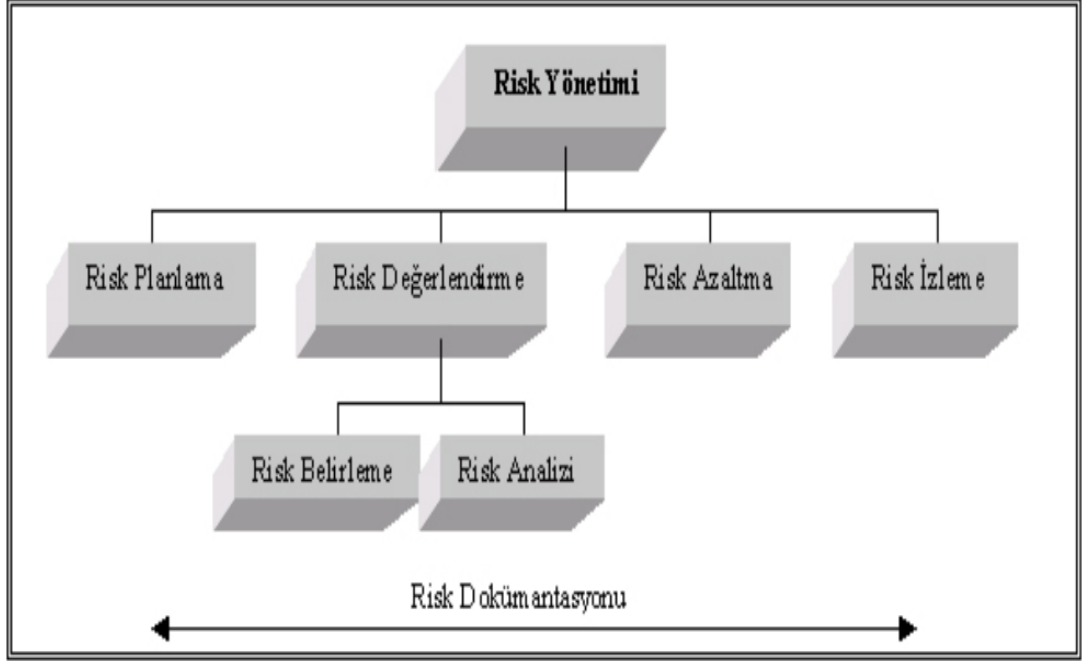 Risk Yönetimi
Risk Planlama
Risk Değerlendirme
Risk Azaltma
Risk İzleme
Risk Belirleme
Risk Analizi
Risk Dokümantasyonu